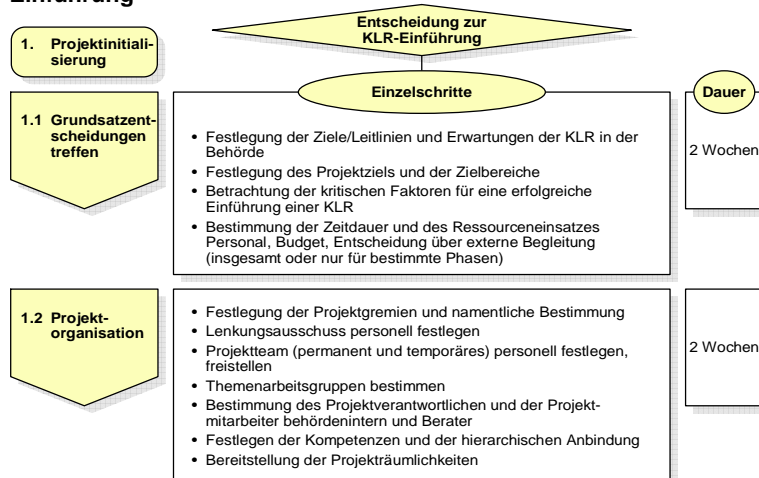 Einführung
Entscheidung zur
KLR-Einführung
1. Projektinitiali-
sierung
Einzelschritte
Dauer
1.1 Grundsatzent-
scheidungen
treffen
• Festlegung der Ziele/Leitlinien und Erwartungen der KLR in der
Behörde
• Festlegung des Projektziels und der Zielbereiche
• Betrachtung der kritischen Faktoren für eine erfolgreiche
Einführung einer KLR
• Bestimmung der Zeitdauer und des Ressourceneinsatzes
Personal, Budget, Entscheidung über externe Begleitung
(insgesamt oder nur für bestimmte Phasen)
2 Wochen
1.2 Projekt-
organisation
• Festlegung der Projektgremien und namentliche Bestimmung
• Lenkungsausschuss personell festlegen
• Projektteam (permanent und temporäres) personell festlegen,
freistellen
• Themenarbeitsgruppen bestimmen
• Bestimmung des Projektverantwortlichen und der Projekt-
mitarbeiter behördenintern und Berater
• Festlegen der Kompetenzen und der hierarchischen Anbindung
• Bereitstellung der Projekträumlichkeiten
2 Wochen